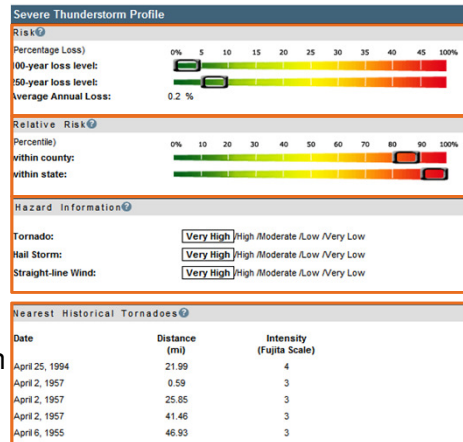 Severe Thunderstorm Profile
Risk?
Percentage Loss) 0% 5 10 15 20 25 30 35 40 45 100%
00-year loss level:
250-year loss level:
Average Annual Loss: 0.2 %
Relative Risk?
Percentile) 0% 10 20 30 40 50 60 70 80 90 100%
within county:
within state:
Hazard Information?
Tornado: Very High /High /Moderate /Low /Very Low
Hail Storm: Very High /High /Moderate /Low /Very Low
Straight-line Wind: Very High /High /Moderate /Low /Very Low
Nearest Historical Tornadoes?
Date Distance (mi) Intensity (Fujita Scale)
April 25, 1994 21.99 4
April 2, 1957 0.59 3
April 2, 1957 25.85 3
April 2, 1957 41.46 3
April 6, 1955 46.93 3